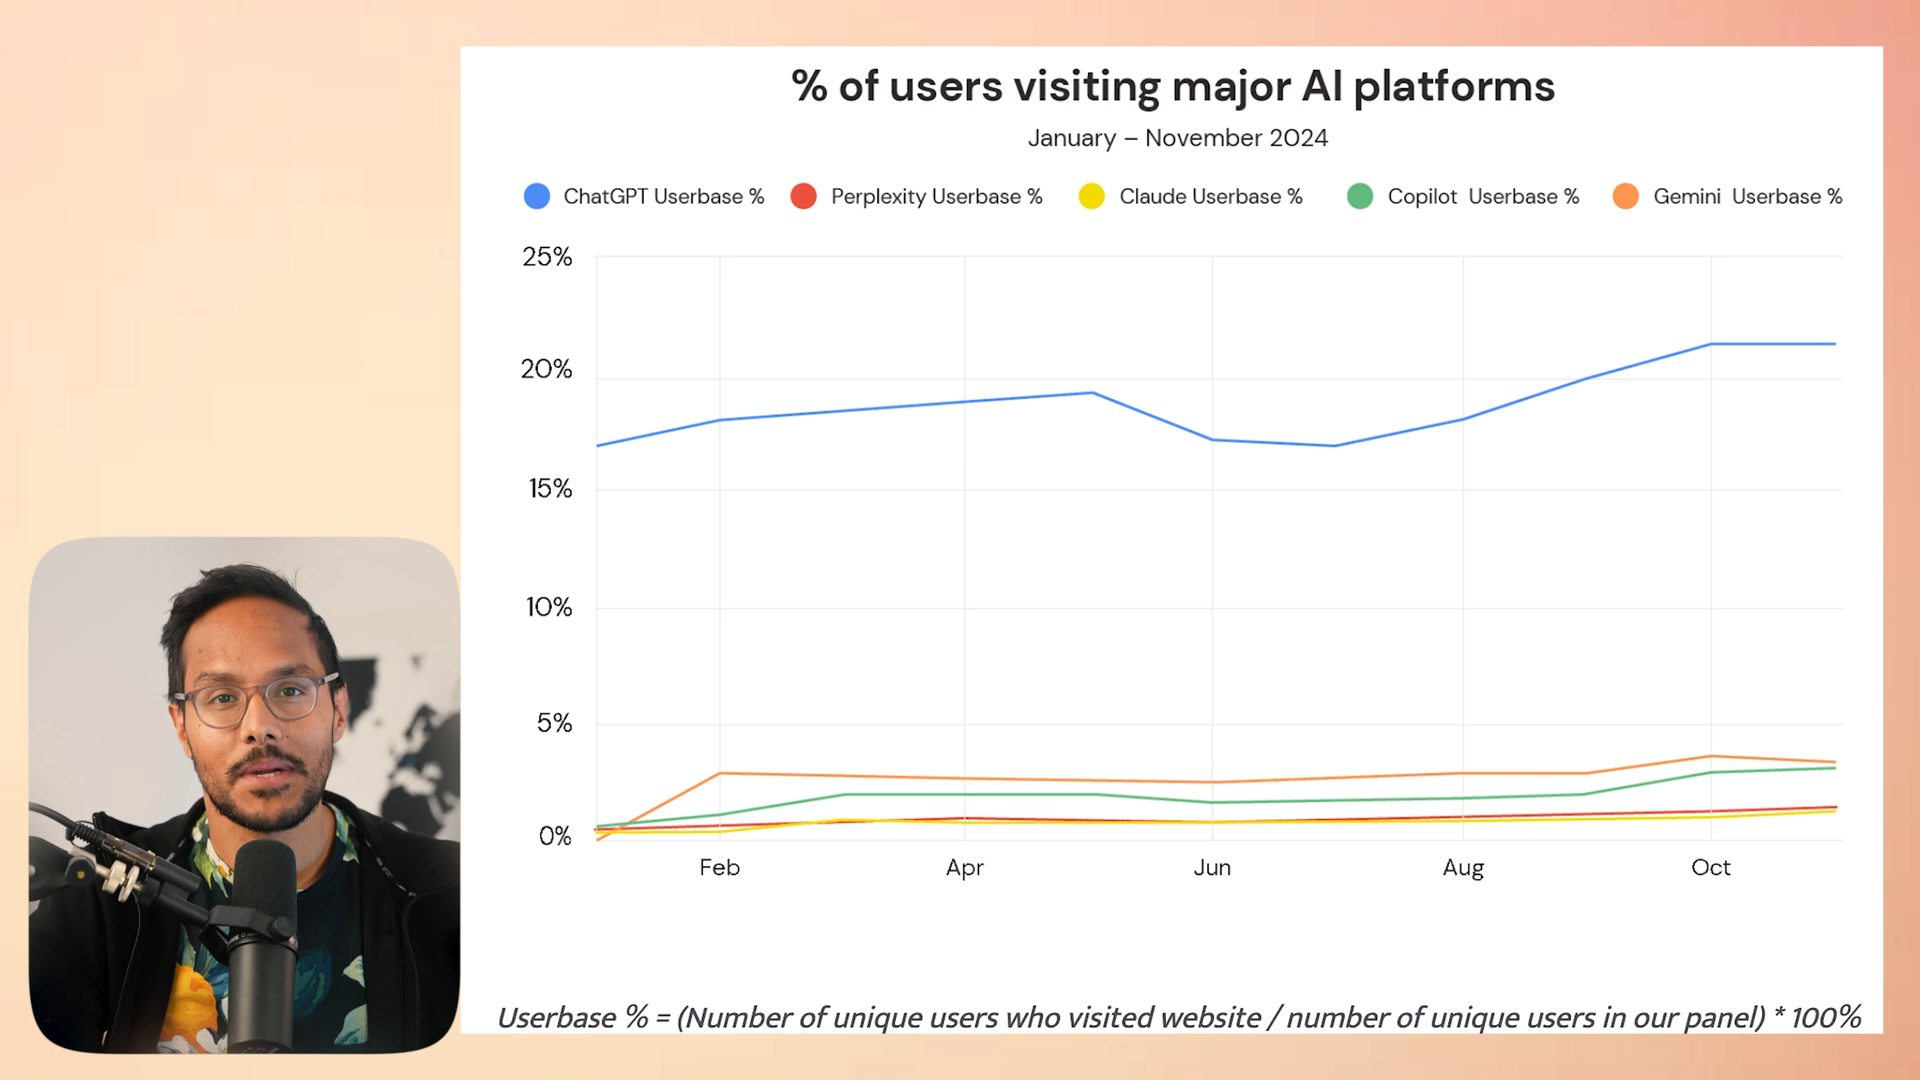 % of users visiting major AI platforms
January – November 2024
ChatGPT Userbase % Perplexity Userbase % Claude Userbase % Copilot Userbase % Gemini Userbase %
25%
20%
15%
10%
5%
0%
Feb Apr Jun Aug Oct
Userbase % = (Number of unique users who visited website / number of unique users in our panel) * 100%